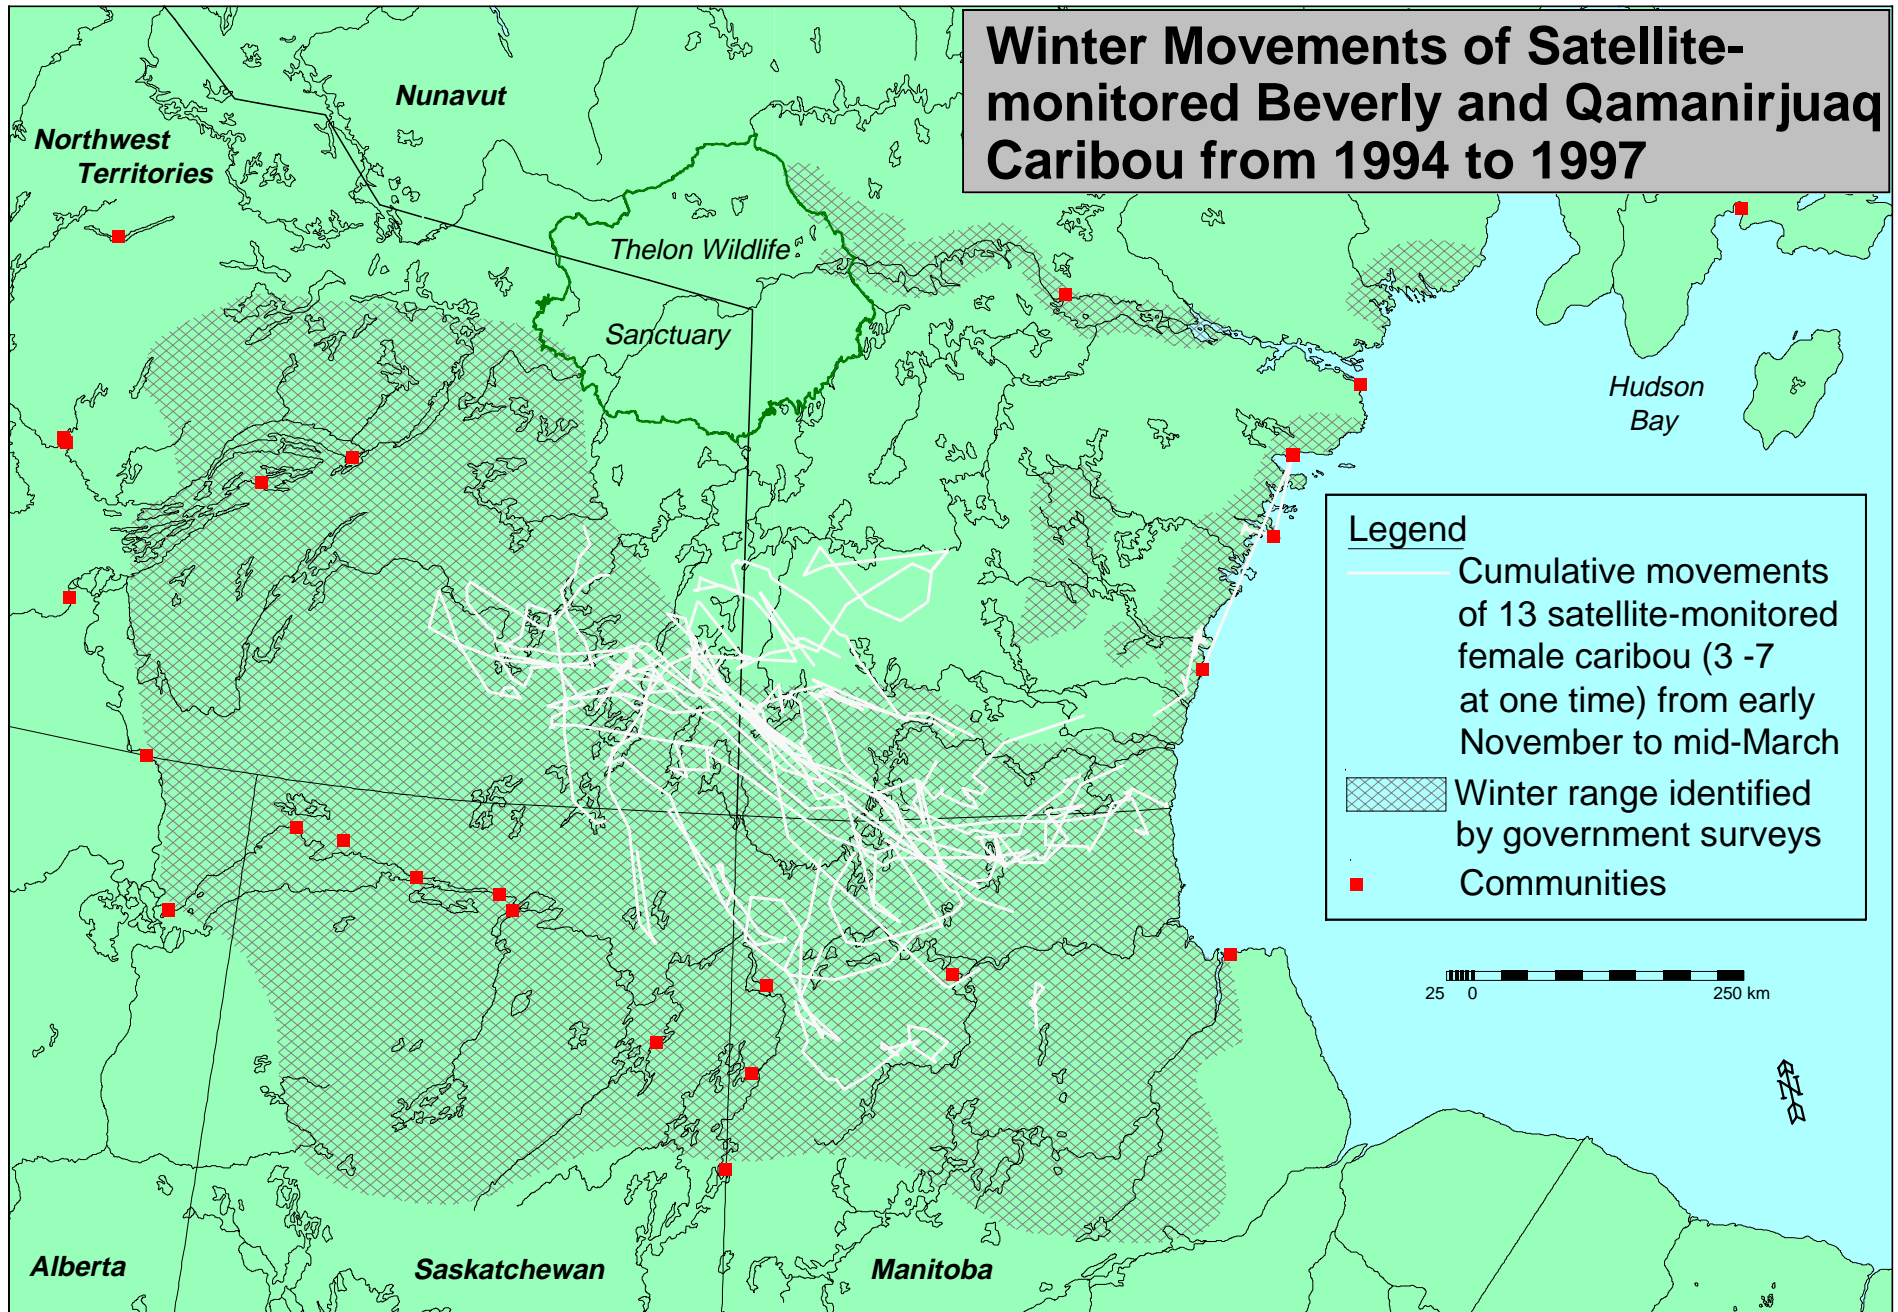 Winter Movements of Satellite-
monitored Beverly and Qamanirjuaq
Caribou from 1994 to 1997
Nunavut
Northwest
Territories
Thelon Wildlife
Sanctuary
Hudson
Bay
Legend
Cumulative movements
of 13 satellite-monitored
female caribou (3 -7
at one time) from early
November to mid-March
Winter range identified
by government surveys
Communities
25 0 250 km
N
Alberta
Saskatchewan
Manitoba